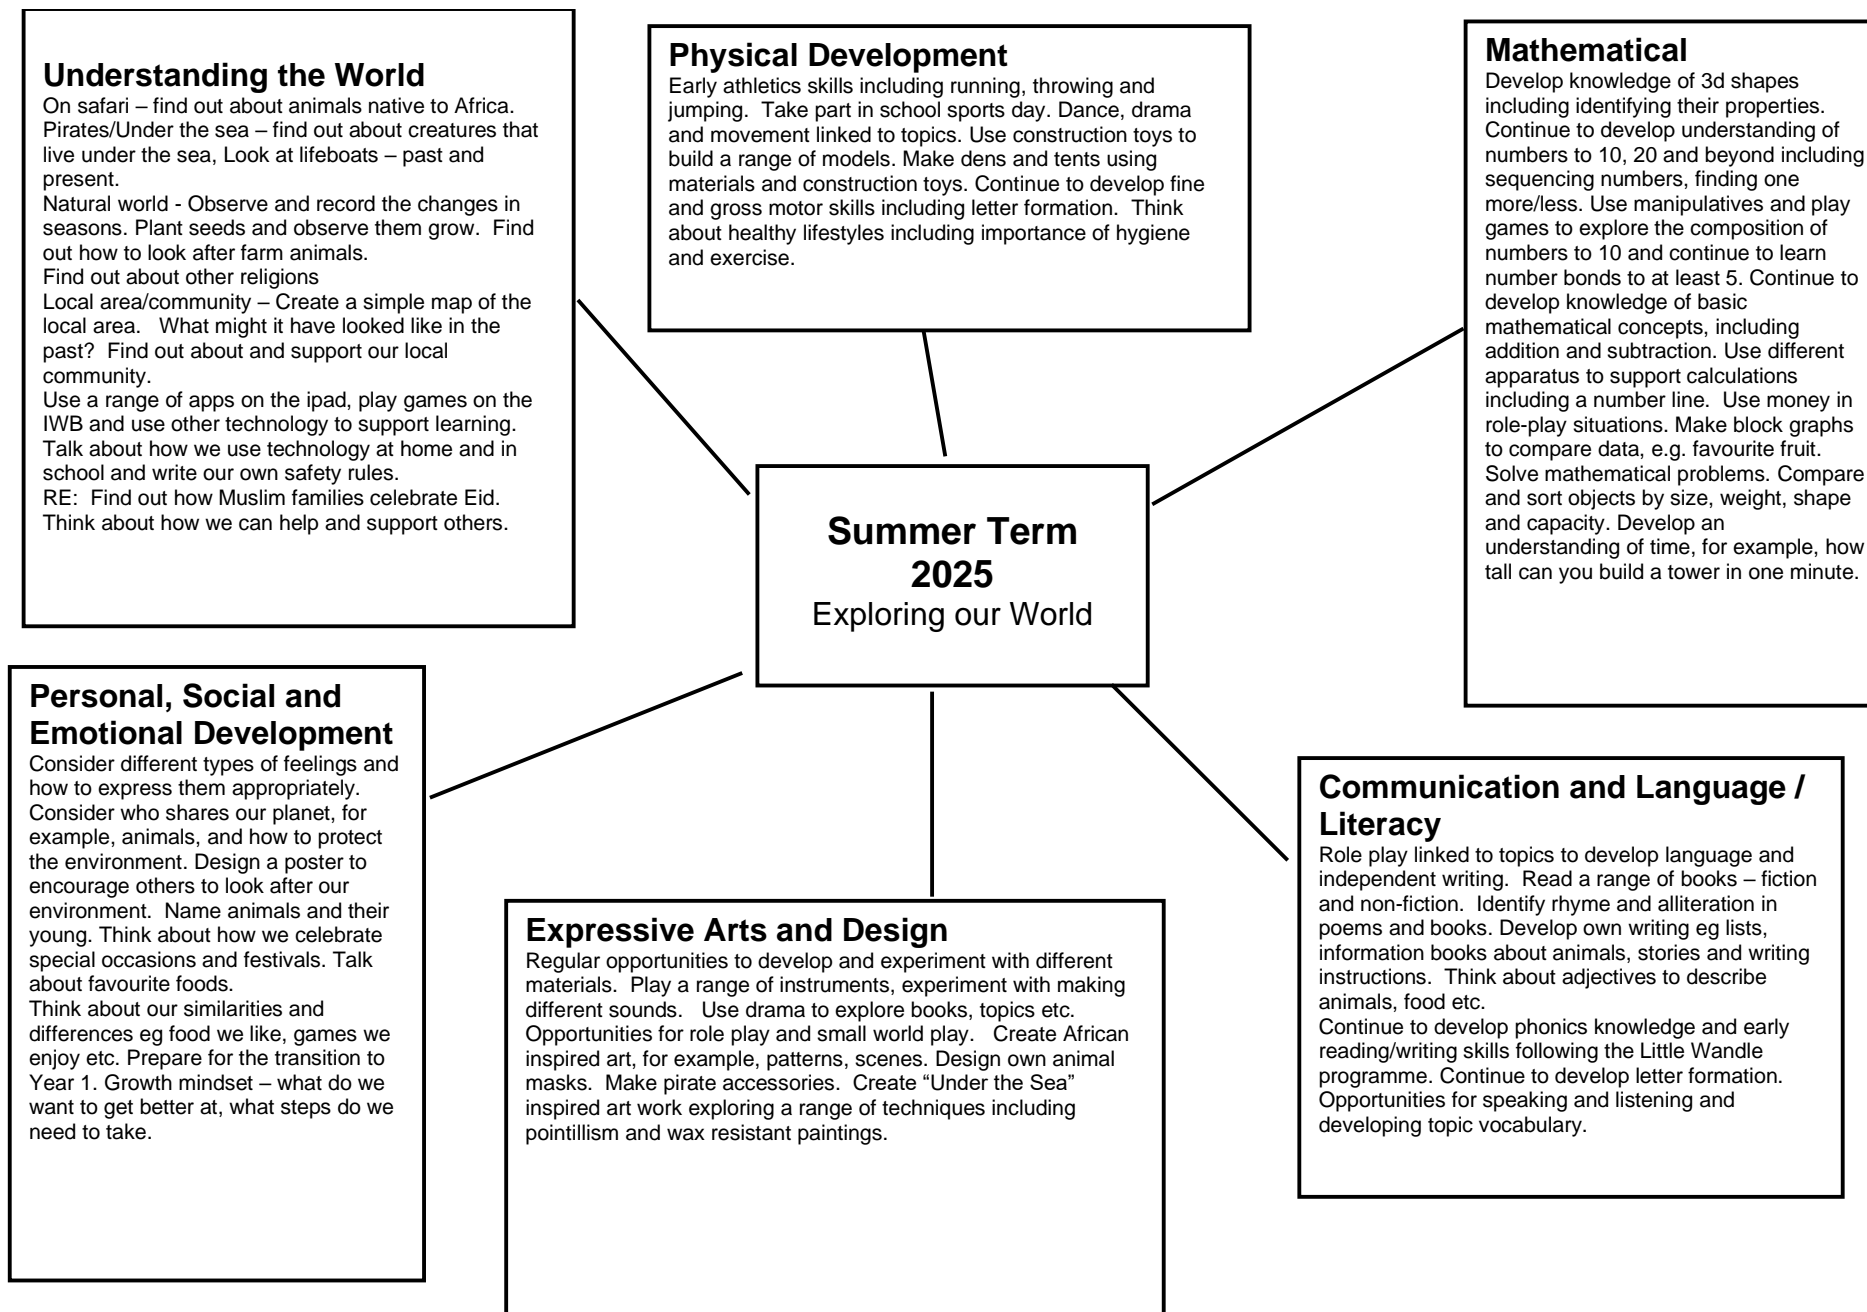 Understanding the World
On safari – find out about animals native to Africa.
Pirates/Under the sea – find out about creatures that
live under the sea, Look at lifeboats – past and
present.
Natural world - Observe and record the changes in
seasons. Plant seeds and observe them grow.  Find
out how to look after farm animals.
Find out about other religions
Local area/community – Create a simple map of the
local area.   What might it have looked like in the
past?  Find out about and support our local
community.
Use a range of apps on the ipad, play games on the
IWB and use other technology to support learning.
Talk about how we use technology at home and in
school and write our own safety rules.
RE:  Find out how Muslim families celebrate Eid.
Think about how we can help and support others.
Physical Development
Early athletics skills including running, throwing and
jumping.  Take part in school sports day. Dance, drama
and movement linked to topics. Use construction toys to
build a range of models. Make dens and tents using
materials and construction toys. Continue to develop fine
and gross motor skills including letter formation.  Think
about healthy lifestyles including importance of hygiene
and exercise.
Mathematical
Develop knowledge of 3d shapes
including identifying their properties.
Continue to develop understanding of
numbers to 10, 20 and beyond including
sequencing numbers, finding one
more/less. Use manipulatives and play
games to explore the composition of
numbers to 10 and continue to learn
number bonds to at least 5. Continue to
develop knowledge of basic
mathematical concepts, including
addition and subtraction. Use different
apparatus to support calculations
including a number line.  Use money in
role-play situations. Make block graphs
to compare data, e.g. favourite fruit.
Solve mathematical problems. Compare
and sort objects by size, weight, shape
and capacity. Develop an
understanding of time, for example, how
tall can you build a tower in one minute.
Summer Term
2025
Exploring our World
Personal, Social and
Emotional Development
Consider different types of feelings and
how to express them appropriately.
Consider who shares our planet, for
example, animals, and how to protect
the environment. Design a poster to
encourage others to look after our
environment.  Name animals and their
young. Think about how we celebrate
special occasions and festivals. Talk
about favourite foods.
Think about our similarities and
differences eg food we like, games we
enjoy etc. Prepare for the transition to
Year 1. Growth mindset – what do we
want to get better at, what steps do we
need to take.
Expressive Arts and Design
Regular opportunities to develop and experiment with different
materials.  Play a range of instruments, experiment with making
different sounds.   Use drama to explore books, topics etc.
Opportunities for role play and small world play.   Create African
inspired art, for example, patterns, scenes. Design own animal
masks.  Make pirate accessories.  Create “Under the Sea”
inspired art work exploring a range of techniques including
pointillism and wax resistant paintings.
Communication and Language /
Literacy
Role play linked to topics to develop language and
independent writing.  Read a range of books – fiction
and non-fiction.  Identify rhyme and alliteration in
poems and books. Develop own writing eg lists,
information books about animals, stories and writing
instructions.  Think about adjectives to describe
animals, food etc.
Continue to develop phonics knowledge and early
reading/writing skills following the Little Wandle
programme. Continue to develop letter formation.
Opportunities for speaking and listening and
developing topic vocabulary.